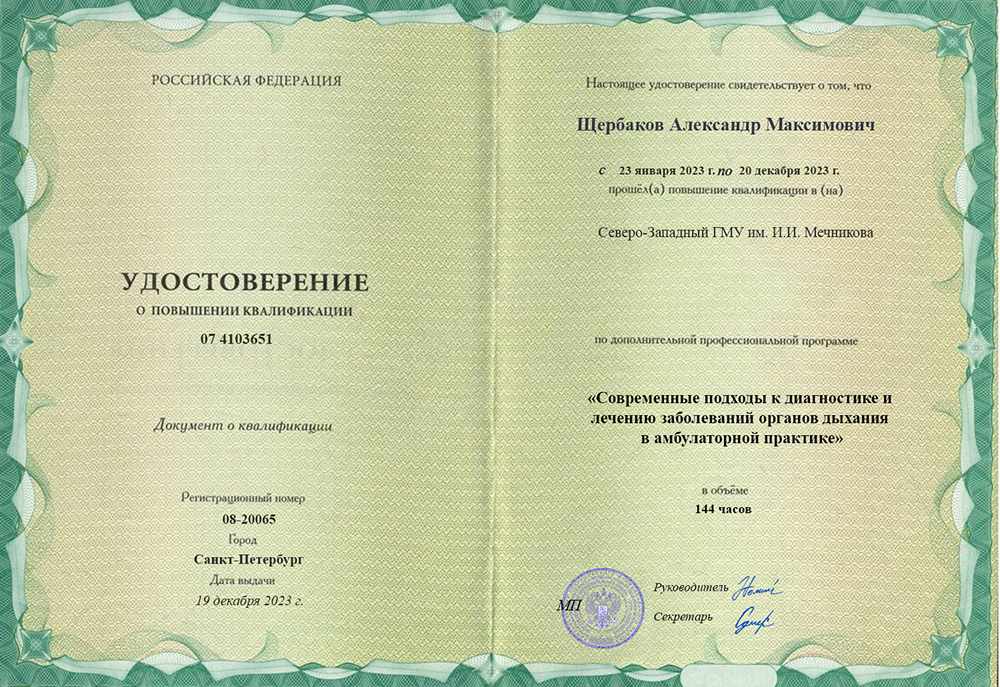 РОССИЙСКАЯ ФЕДЕРАЦИЯ
УДОСТОВЕРЕНИЕ
О ПОВЫШЕНИИ КВАЛИФИКАЦИИ
07 4103651
Документ о квалификации
Регистрационный номер
08-20065
Город
Санкт-Петербург
Дата выдачи
19 декабря 2023 г.
Настоящее удостоверение свидетельствует о том, что
Щербаков Александр Максимович
с 23 января 2023 г. по 20 декабря 2023 г.
прошёл(а) повышение квалификации в (на)
Северо-Западный ГМУ им. И.И. Мечникова
по дополнительной профессиональной программе
«Современные подходы к диагностике и
лечению заболеваний органов дыхания
в амбулаторной практике»
в объёме
144 часов
МП
Руководитель
Секретарь